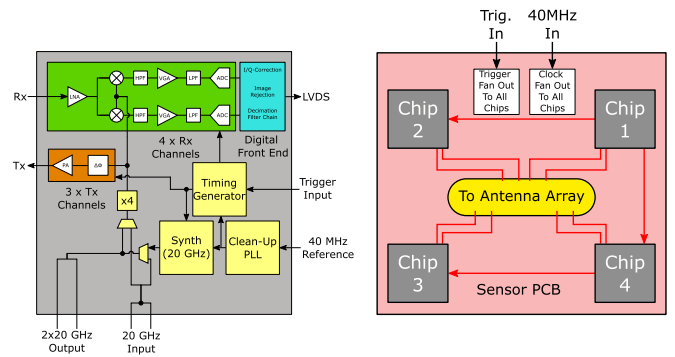 Rx
LNA
HPF
VGA
LPF
ADC
HPF
VGA
LPF
ADC
I/Q-Correction
Image
Rejection
Decimation
Filter Chain
LVDS
4 x Rx
Channels
Digital
Front End
Tx
PA
ΔΦ
3 x Tx
Channels
x4
Timing
Generator
Trigger
Input
Synth
(20 GHz)
Clean-Up
PLL
40 MHz
Reference
2x20 GHz
Output
20 GHz
Input
Trig.
In
40MHz
In
Trigger
Fan Out
To All
Chips
Clock
Fan Out
To All
Chips
Chip
2
Chip
1
To Antenna Array
Chip
3
Chip
4
Sensor PCB